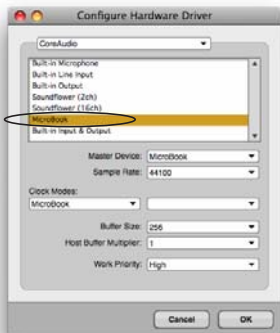 Configure Hardware Driver
CoreAudio
Built-in Microphone
Built-in Line Input
Built-in Output
Soundflower (2ch)
Soundflower (16ch)
MicroBook
Built-in Input & Output
Master Device: MicroBook
Sample Rate: 44100
Clock Modes:
MicroBook
Buffer Size: 256
Host Buffer Multiplier: 1
Work Priority: High
Cancel OK